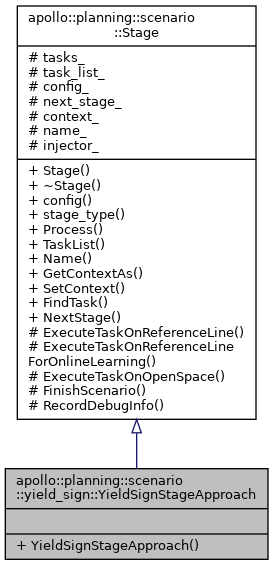 apollo::planning::scenario
::Stage
# tasks_
# task_list_
# config_
# next_stage_
# context_
# name_
# injector_
+ Stage()
+ ~Stage()
+ config()
+ stage_type()
+ Process()
+ TaskList()
+ Name()
+ GetContextAs()
+ SetContext()
+ FindTask()
+ NextStage()
# ExecuteTaskOnReferenceLine()
# ExecuteTaskOnReferenceLine
ForOnlineLearning()
# ExecuteTaskOnOpenSpace()
# FinishScenario()
# RecordDebugInfo()
apollo::planning::scenario
::yield_sign::YieldSignStageApproach
+ YieldSignStageApproach()